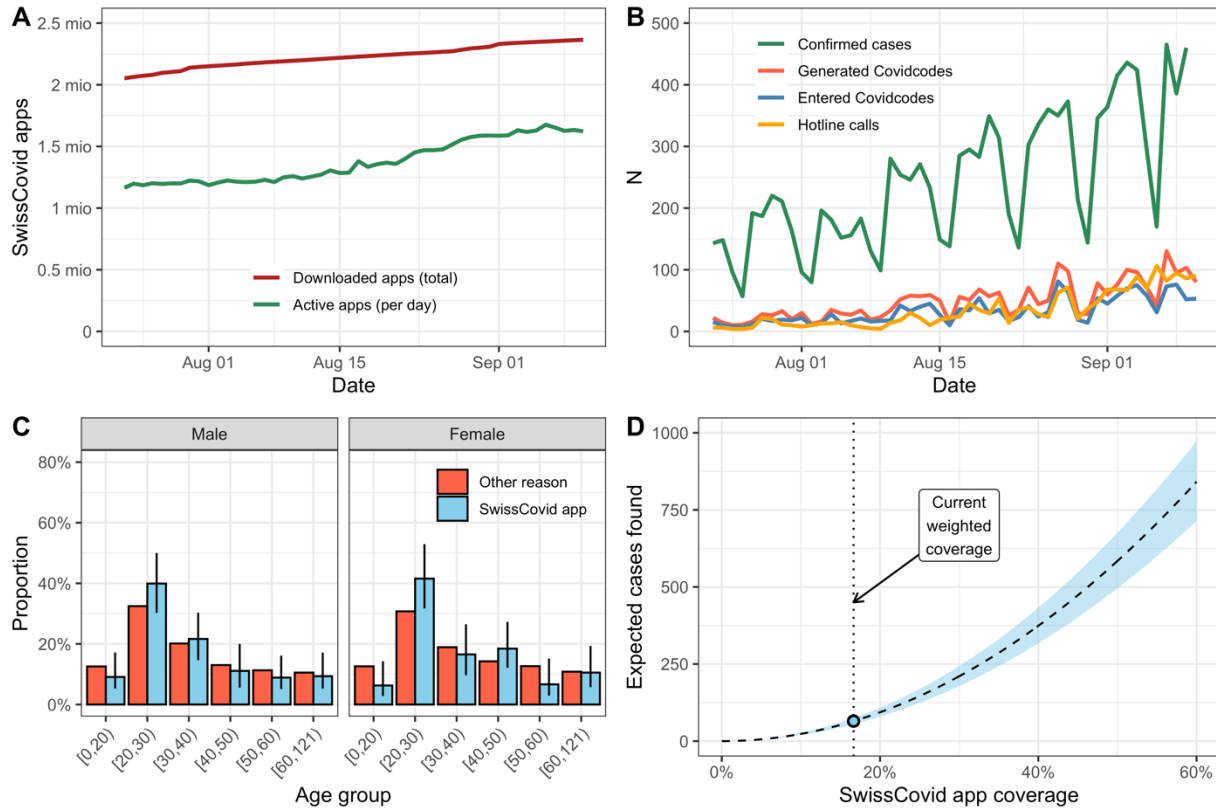 A
SwissCovid apps
2.5 mio
2 mio
1.5 mio
1 mio
0.5 mio
0
Downloaded apps (total)
Active apps (per day)
Aug 01
Aug 15
Sep 01
Date
B
N
500
400
300
200
100
0
Confirmed cases
Generated Covidcodes
Entered Covidcodes
Hotline calls
Aug 01
Aug 15
Sep 01
Date
C
Male
Female
Proportion
80%
60%
40%
20%
0%
Other reason
SwissCovid app
[0,20)
[20,30)
[30,40)
[40,50)
[50,60)
[60,121)
[0,20)
[20,30)
[30,40)
[40,50)
[50,60)
[60,121)
Age group
D
Expected cases found
1000
750
500
250
0
Current
weighted
coverage
0%
20%
40%
60%
SwissCovid app coverage